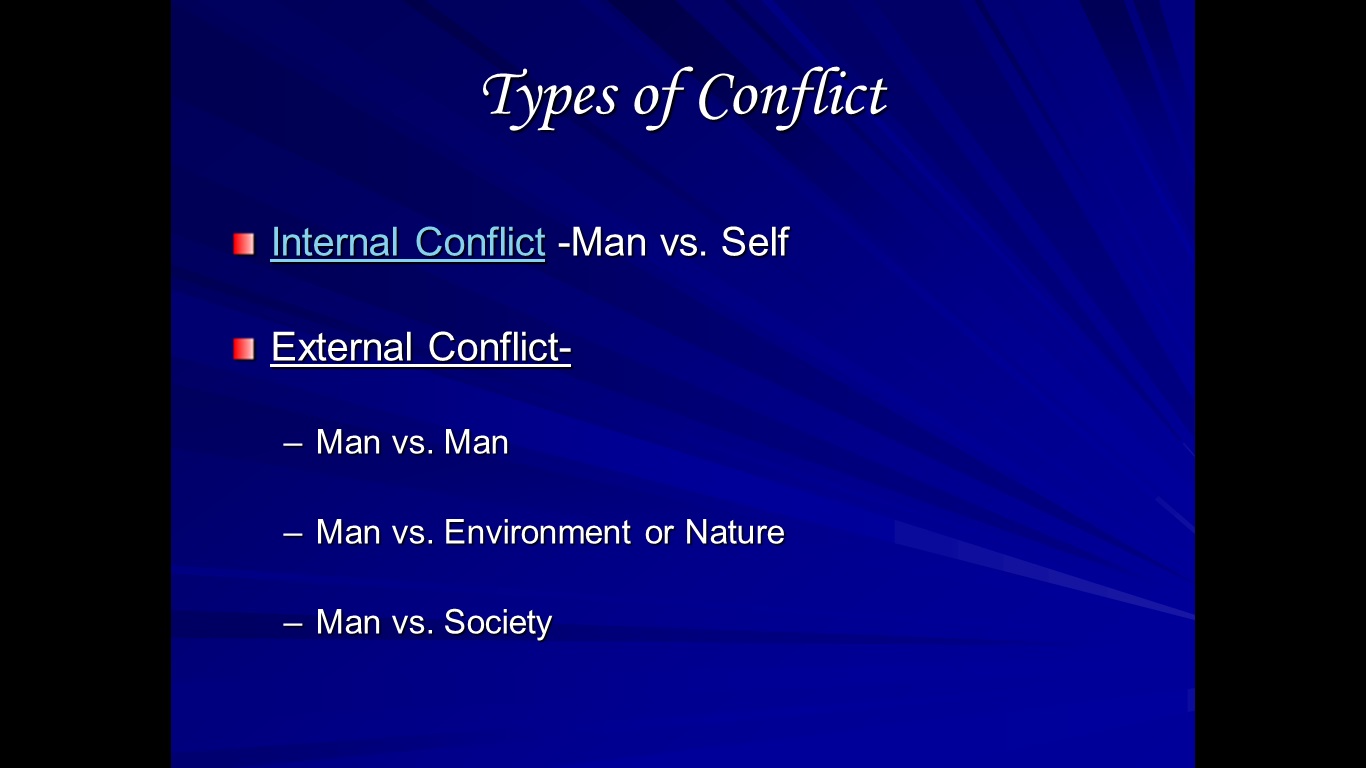 Types of Conflict
Internal Conflict -Man vs. Self
External Conflict-
– Man vs. Man
– Man vs. Environment or Nature
– Man vs. Society